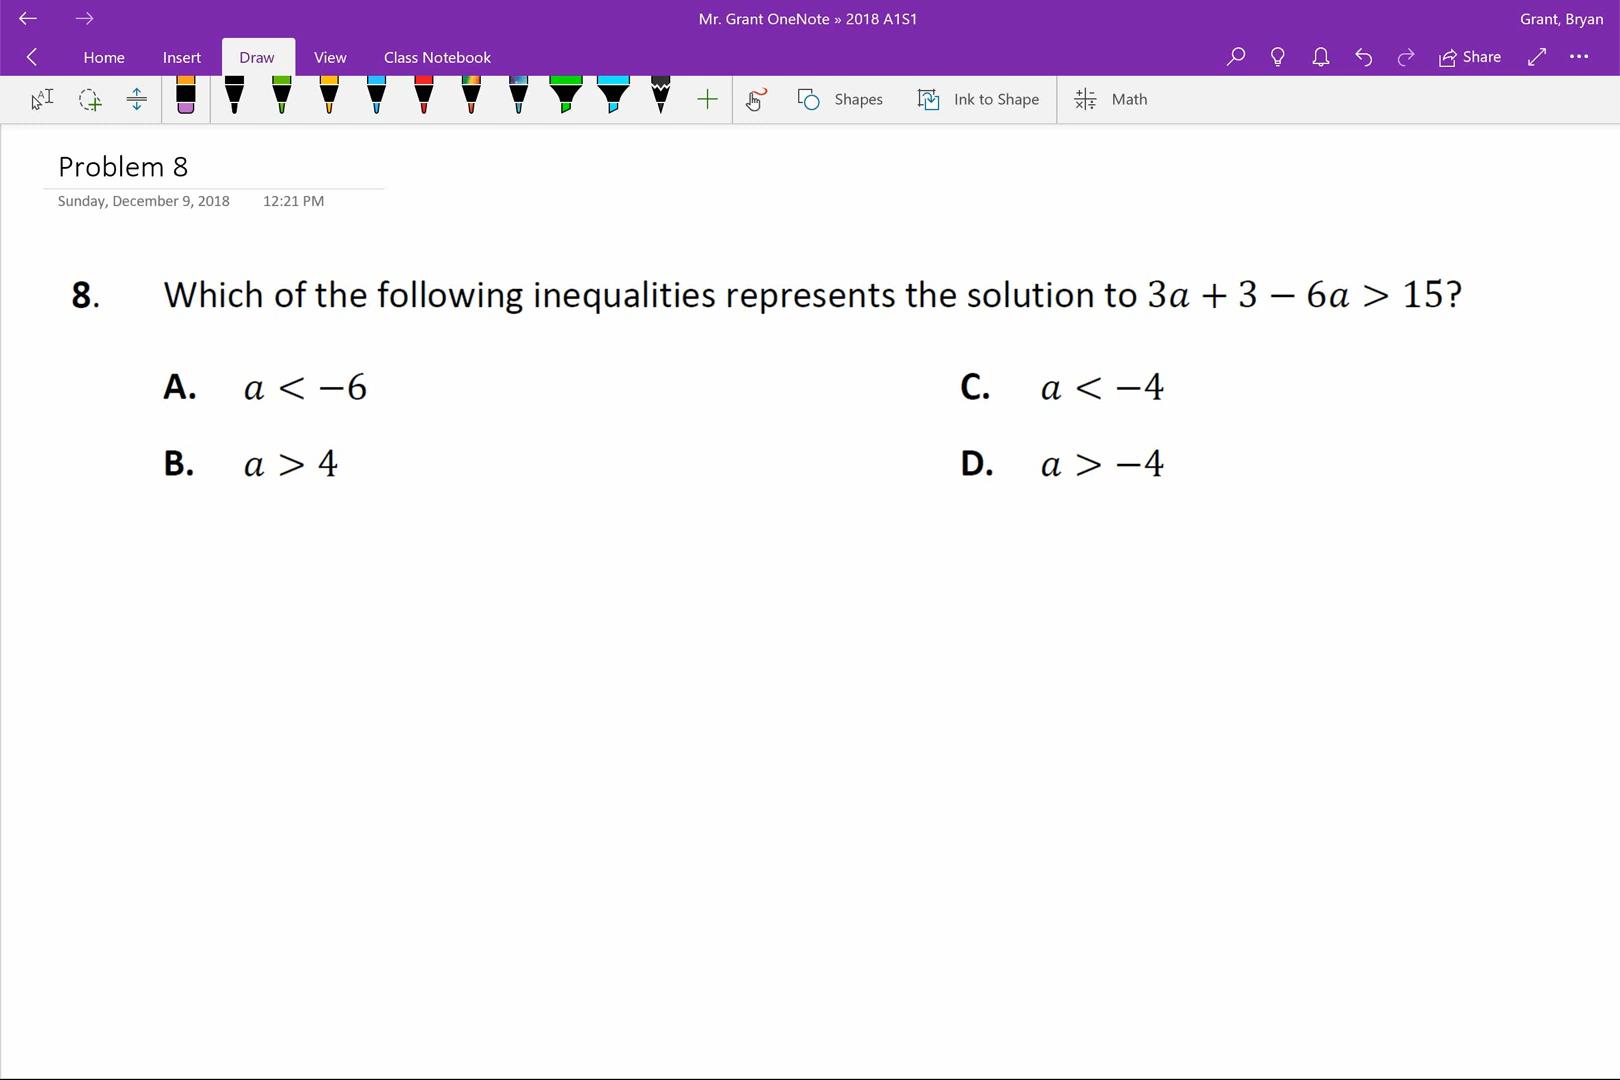 Mr. Grant OneNote » 2018 A1S1
Grant, Bryan
Home Insert Draw View Class Notebook Share
Shapes Ink to Shape Math
Problem 8
Sunday, December 9, 2018 12:21 PM
8. Which of the following inequalities represents the solution to 3a + 3 − 6a > 15?
A. a < −6 C. a < −4
B. a > 4 D. a > −4